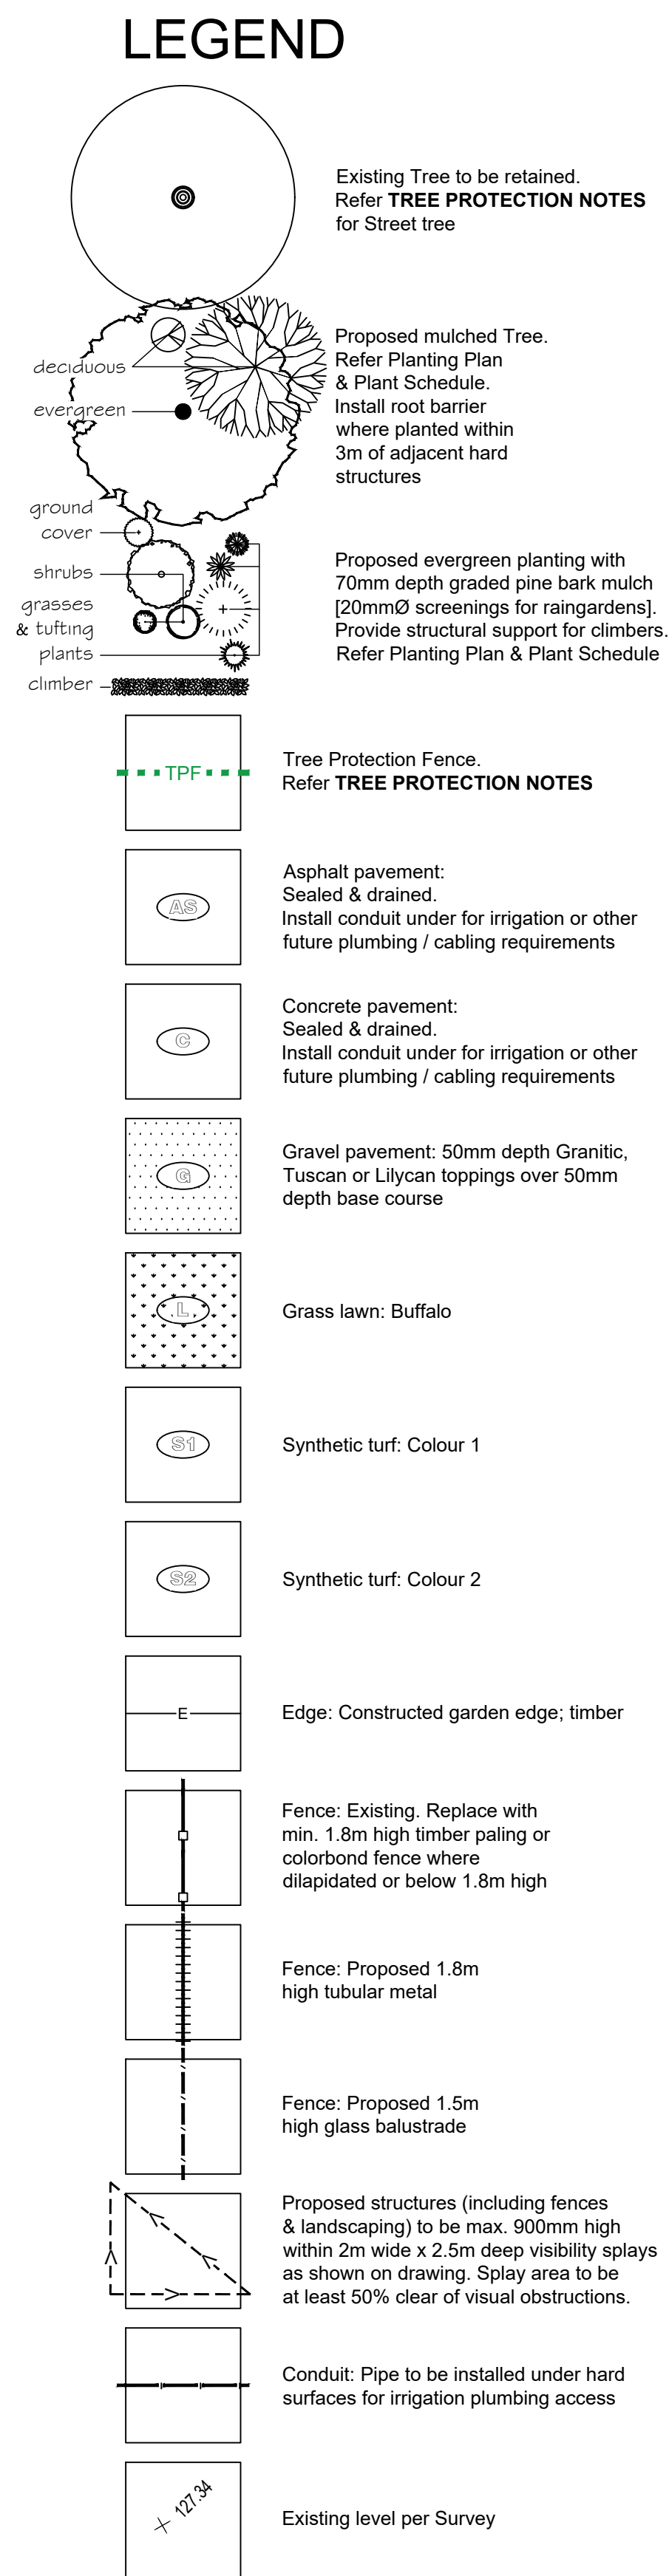 LEGEND
Existing Tree to be retained.
Refer TREE PROTECTION NOTES
for Street tree
deciduous
evergreen
Proposed mulched Tree.
Refer Planting Plan
& Plant Schedule.
Install root barrier
where planted within
3m of adjacent hard
structures
ground
cover
shrubs
grasses
& tufting
plants
climber
Proposed evergreen planting with
70mm depth graded pine bark mulch
[20mmØ screenings for raingardens].
Provide structural support for climbers.
Refer Planting Plan & Plant Schedule
TPF
Tree Protection Fence.
Refer TREE PROTECTION NOTES
AS
Asphalt pavement:
Sealed & drained.
Install conduit under for irrigation or other
future plumbing / cabling requirements
C
Concrete pavement:
Sealed & drained.
Install conduit under for irrigation or other
future plumbing / cabling requirements
G
Gravel pavement: 50mm depth Granitic,
Tuscan or Lilycan toppings over 50mm
depth base course
L
Grass lawn: Buffalo
S1
Synthetic turf: Colour 1
S2
Synthetic turf: Colour 2
E
Edge: Constructed garden edge; timber
Fence: Existing. Replace with
min. 1.8m high timber paling or
colorbond fence where
dilapidated or below 1.8m high
Fence: Proposed 1.8m
high tubular metal
Fence: Proposed 1.5m
high glass balustrade
Proposed structures (including fences
& landscaping) to be max. 900mm high
within 2m wide x 2.5m deep visibility splays
as shown on drawing. Splay area to be
at least 50% clear of visual obstructions.
Conduit: Pipe to be installed under hard
surfaces for irrigation plumbing access
127.34
Existing level per Survey